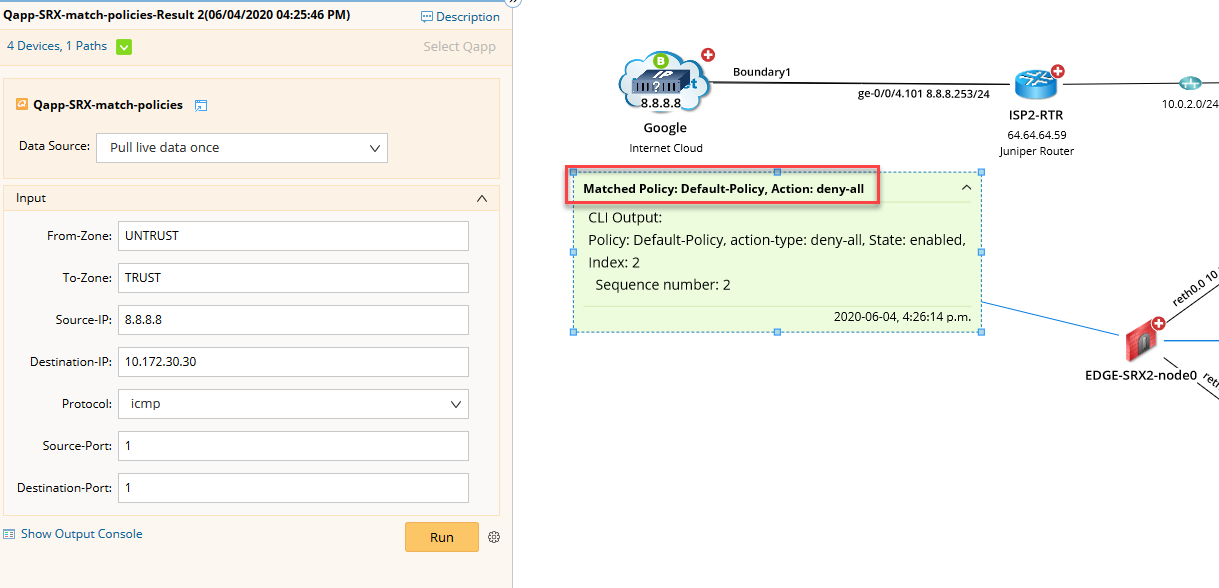 Qapp-SRX-match-policies-Result 2(06/04/2020 04:25:46 PM)
Description
4 Devices, 1 Paths
Select Qapp
Qapp-SRX-match-policies
Data Source: Pull live data once
Input
From-Zone: UNTRUST
To-Zone: TRUST
Source-IP: 8.8.8.8
Destination-IP: 10.172.30.30
Protocol: icmp
Source-Port: 1
Destination-Port: 1
Show Output Console
Run
B
IP
?
8.8.8.8
Google
Internet Cloud
Boundary1
ge-0/0/4.101 8.8.8.253/24
ISP2-RTR
64.64.64.59
Juniper Router
10.0.2.0/24
Matched Policy: Default-Policy, Action: deny-all
CLI Output:
Policy: Default-Policy, action-type: deny-all, State: enabled,
Index: 2
Sequence number: 2
2020-06-04, 4:26:14 p.m.
reth0.0 10.
EDGE-SRX2-node0
reth